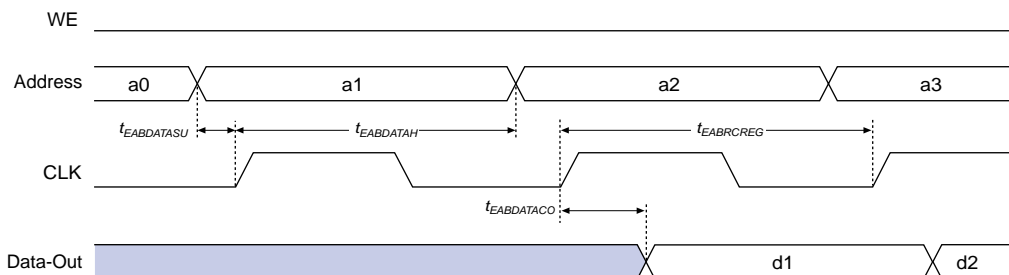 WE
Address a0 a1 a2 a3
tEABDATASU tEABDATAH tEABRCREG
CLK
tEABDATACO
Data-Out d1 d2